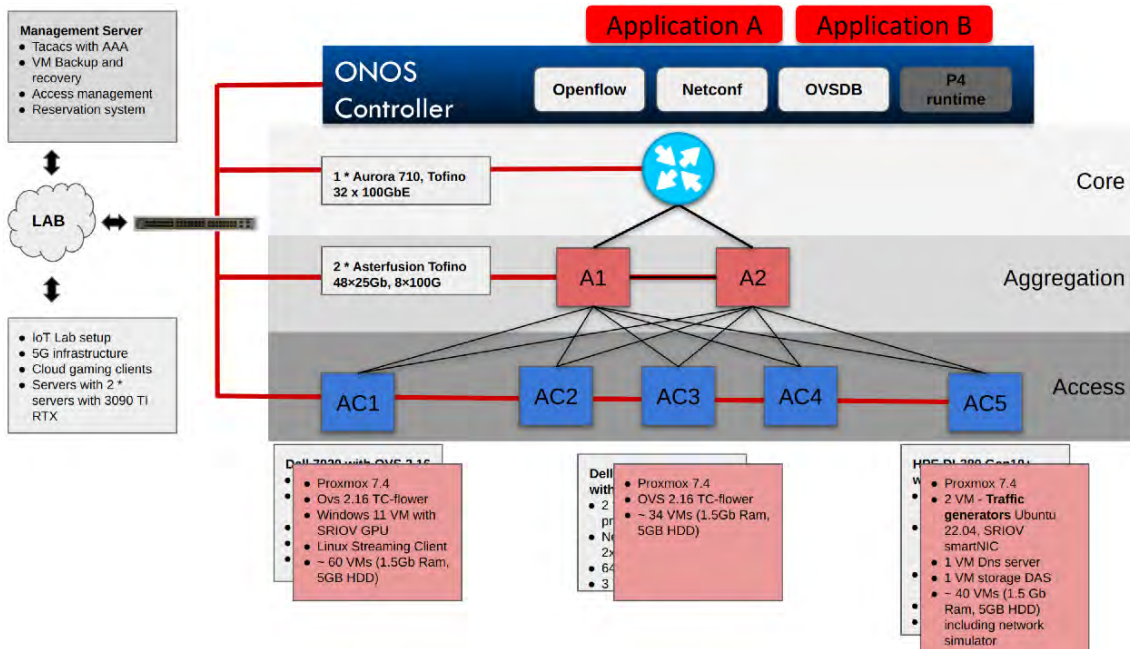 Application A
Application B
Management Server
● Tacacs with AAA
● VM Backup and
recovery
● Access management
● Reservation system
ONOS
Controller
Openflow
Netconf
OVSDB
P4
runtime
1 * Aurora 710, Tofino
32 x 100GbE
Core
LAB
2 * Asterfusion Tofino
48×25Gb, 8×100G
A1
A2
Aggregation
● IoT Lab setup
● 5G infrastructure
● Cloud gaming clients
● Servers with 2 *
servers with 3090 TI
RTX
AC1
AC2
AC3
AC4
AC5
Access
● Proxmox 7.4
● Ovs 2.16 TC-flower
● Windows 11 VM with
SRIOV GPU
● Linux Streaming Client
● ~ 60 VMs (1.5Gb Ram,
5GB HDD)
Dell
with
● 2
● 64
● 3
● Proxmox 7.4
● OVS 2.16 TC-flower
● ~ 34 VMs (1.5Gb Ram,
5GB HDD)
● Proxmox 7.4
● 2 VM - Traffic
generators Ubuntu
22.04, SRIOV
smartNIC
● 1 VM Dns server
● 1 VM storage DAS
● ~ 40 VMs (1.5 Gb
Ram, 5GB HDD)
including network
simulator